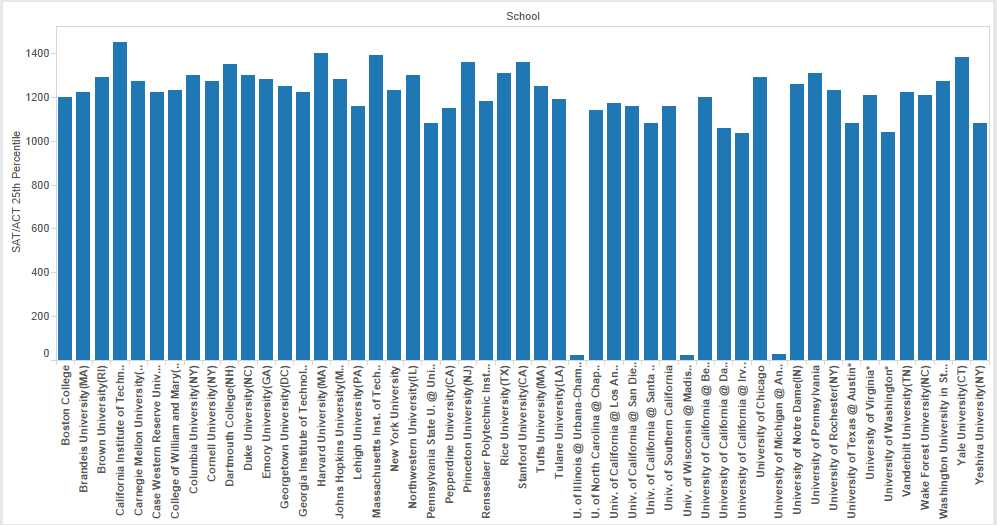 School
SAT/ACT 25th Percentile
1400
1200
1000
800
600
400
200
0
Boston College
Brandeis University(MA)
Brown University(RI)
California Institute of Techn..
Carnegie Mellon University(..
Case Western Reserve Univ..
College of William and Mary(..
Columbia University(NY)
Cornell University(NY)
Dartmouth College(NH)
Duke University(NC)
Emory University(GA)
Georgetown University(DC)
Georgia Institute of Technol..
Harvard University(MA)
Johns Hopkins University(M..
Lehigh University(PA)
Massachusetts Inst. of Tech..
New York University
Northwestern University(IL)
Pennsylvania State U. @ Uni..
Pepperdine University(CA)
Princeton University(NJ)
Rensselaer Polytechnic Inst..
Rice University(TX)
Stanford University(CA)
Tufts University(MA)
Tulane University(LA)
U. of Illinois @ Urbana-Cham..
U. of North Carolina @ Chap..
Univ. of California @ Los An..
Univ. of California @ San Die..
Univ. of California @ Santa ..
Univ. of Southern California
Univ. of Wisconsin @ Madis..
University of California @ Be..
University of California @ Da..
University of California @ Irv..
University of Chicago
University of Michigan @ An..
University of Notre Dame(IN)
University of Pennsylvania
University of Rochester(NY)
University of Texas @ Austin*
University of Virginia*
University of Washington*
Vanderbilt University(TN)
Wake Forest University(NC)
Washington University in St..
Yale University(CT)
Yeshiva University(NY)